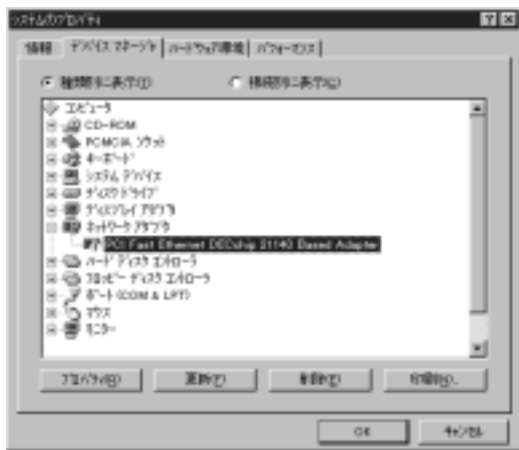 システムのプロパティ
情報 デバイス マネージャ ハードウェア環境 パフォーマンス
種類別に表示(T) 接続別に表示(C)
コンピュータ
CD-ROM
PCMCIA ソケット
キーボード
システム デバイス
ディスク ドライブ
ディスプレイ アダプタ
ネットワーク アダプタ
PCI Fast Ethernet DECchip 21140 Based Adapter
ハード ディスク コントローラ
フロッピー ディスク コントローラ
ポート (COM & LPT)
マウス
モニター
プロパティ(R) 更新(F) 削除(E) 印刷(N)...
OK キャンセル